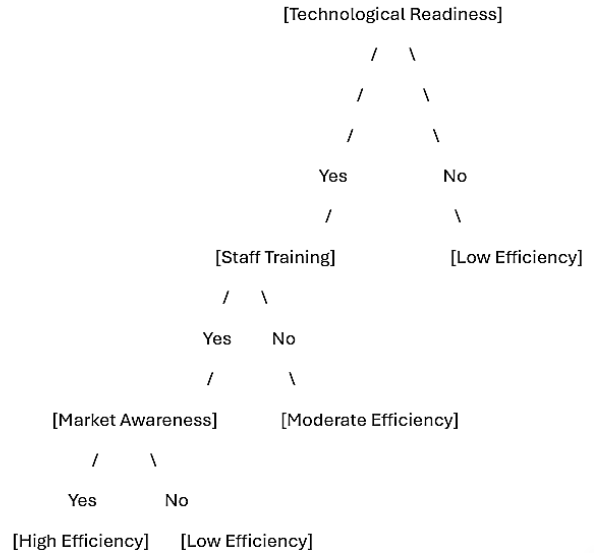 [Technological Readiness]
/ \
/ \
/ \
Yes No
/ \
[Staff Training] [Low Efficiency]
/ \
Yes No
/ \
[Market Awareness] [Moderate Efficiency]
/ \
Yes No
[High Efficiency] [Low Efficiency]